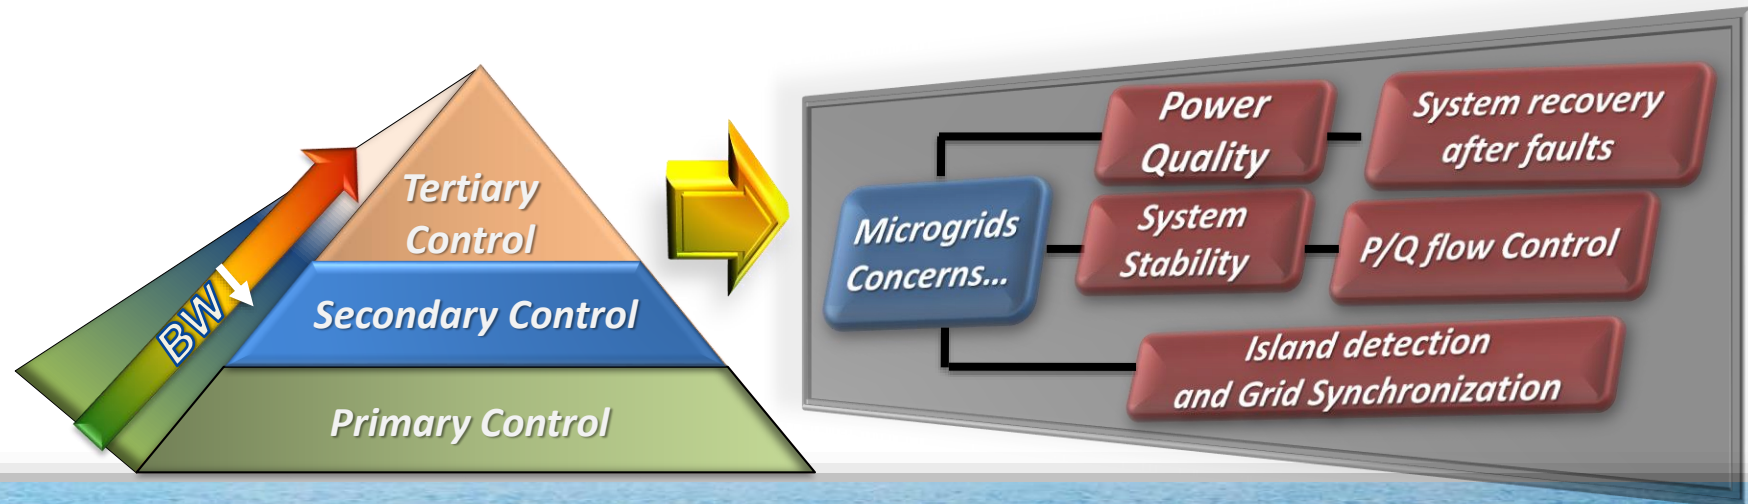 Tertiary
Control
Secondary Control
Primary Control
BW
Microgrids
Concerns...
Power
Quality
System recovery
after faults
System
Stability
P/Q flow Control
Island detection
and Grid Synchronization